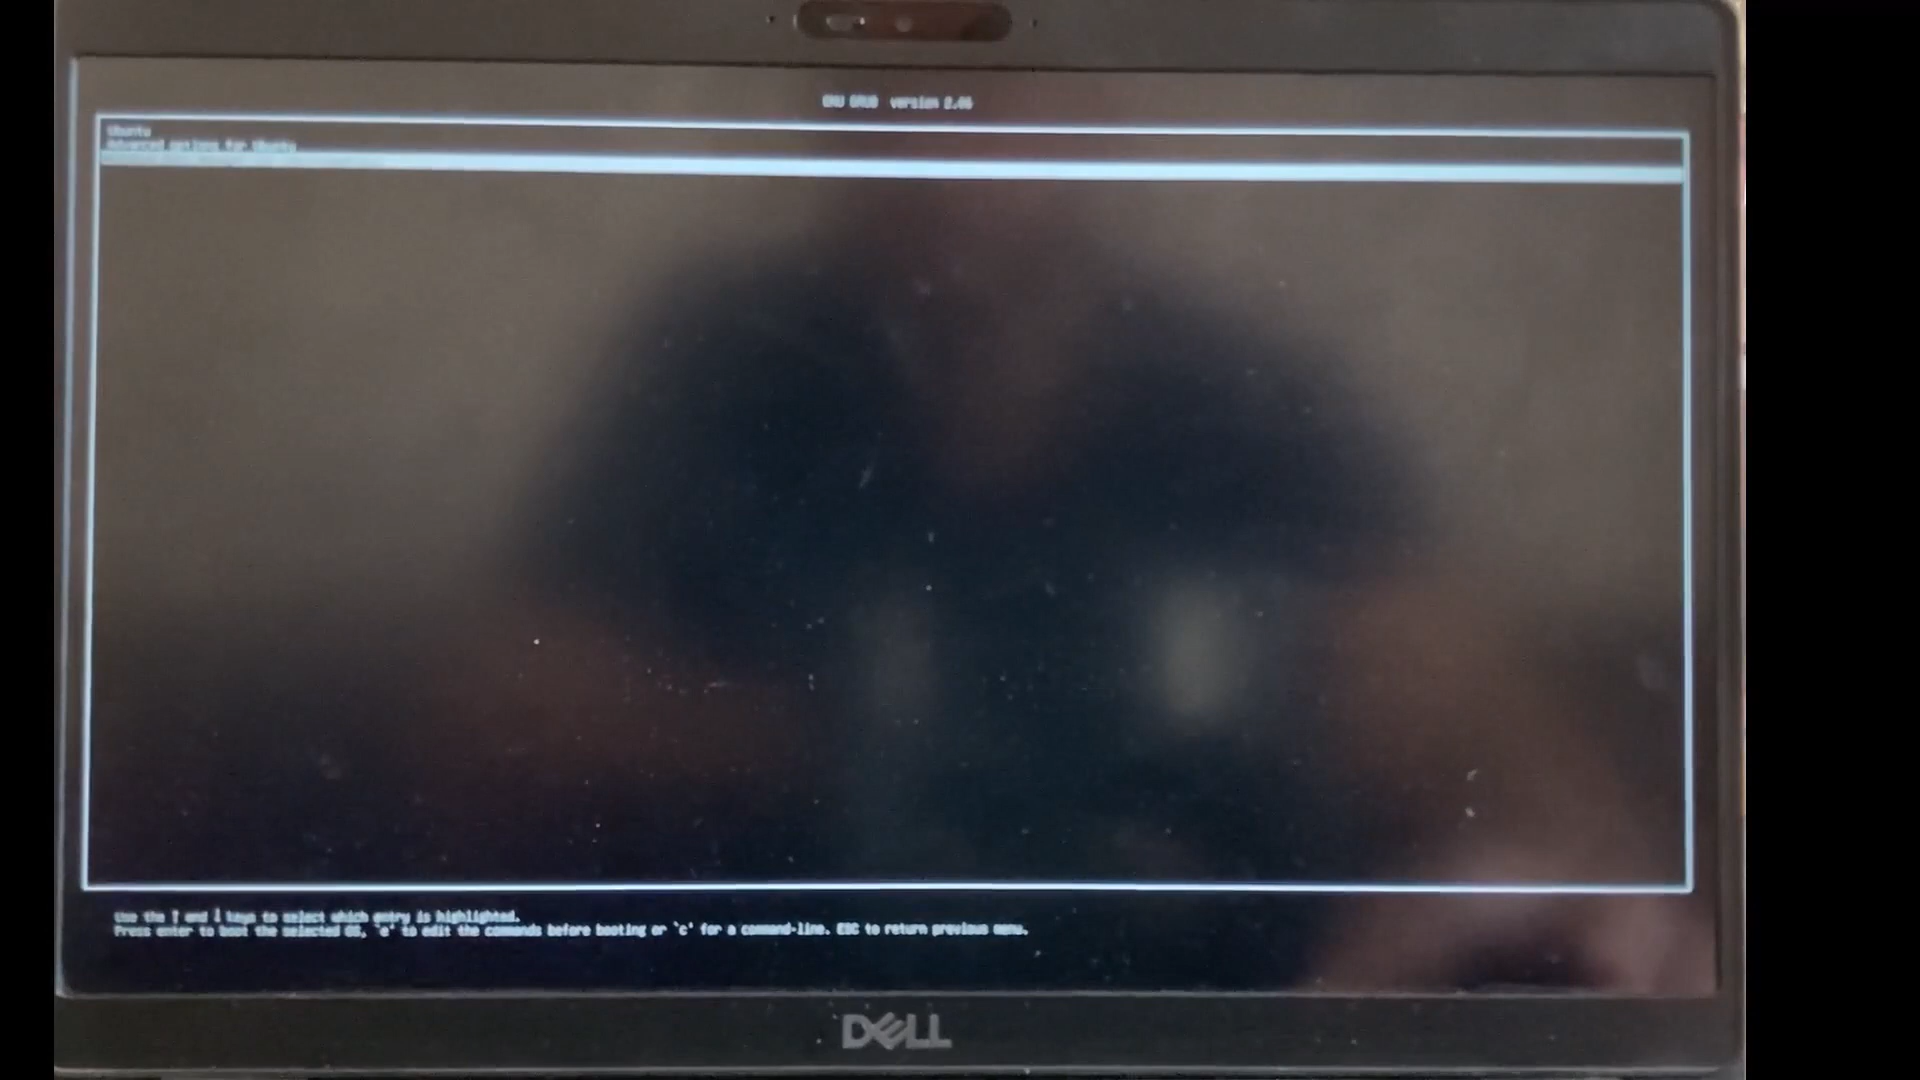 GNU GRUB version 2.06
Ubuntu
Advanced options for Ubuntu
Use the ↑ and ↓ keys to select which entry is highlighted.
Press enter to boot the selected OS, `e' to edit the commands before booting or `c' for a command-line. ESC to return previous menu.
DELL